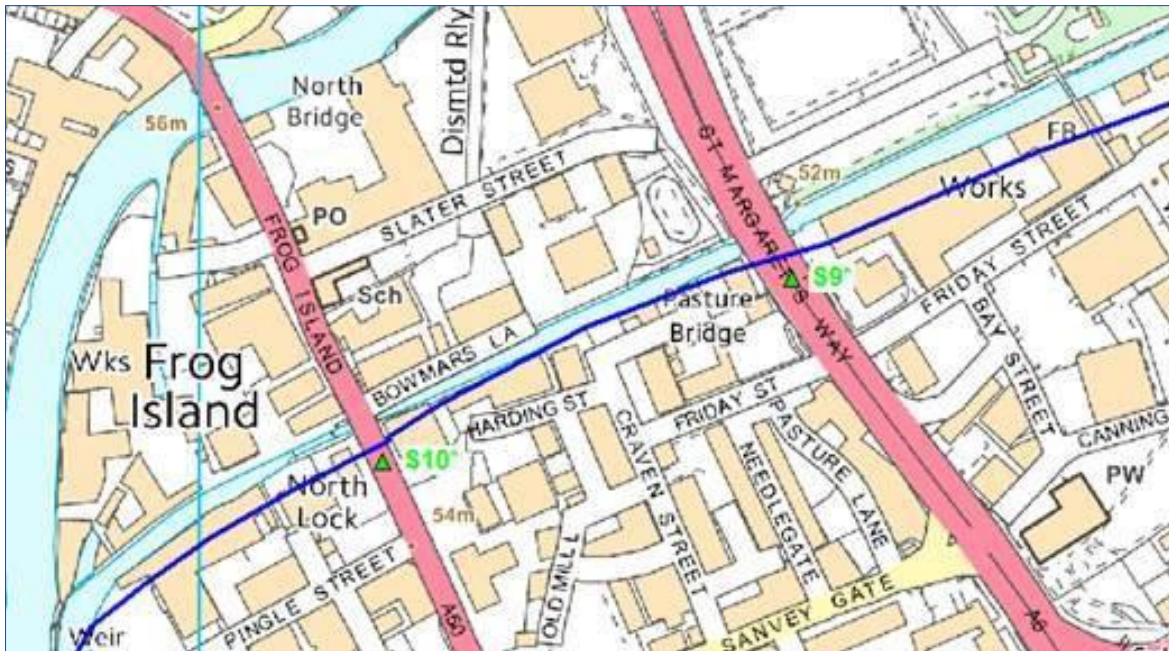 North
Bridge
Dismtd Rly
56m
PO
SLATER STREET
FROG ISLAND
Sch
ST MARGARET'S WAY
52m
FB
Works
S9*
Pasture
Bridge
FRIDAY STREET
BAY STREET
Wks
Frog
Island
BOWMARS LA
HARDING ST
FRIDAY ST
CRAVEN STREET
NEEDLEGATE
PASTURE LANE
CANNING
PW
S10*
North
Lock
54m
OLD MILL L
PINGLE STREET
A50
SANVEY GATE
A6
Weir